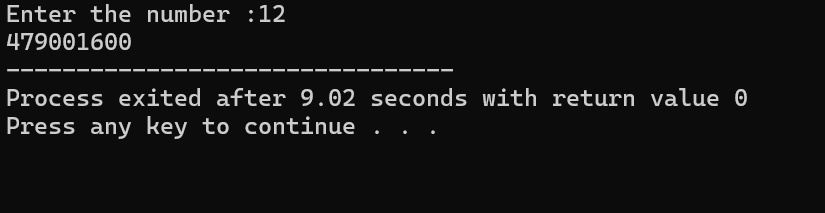 Enter the number :12
479001600
--------------------------------
Process exited after 9.02 seconds with return value 0
Press any key to continue . . .